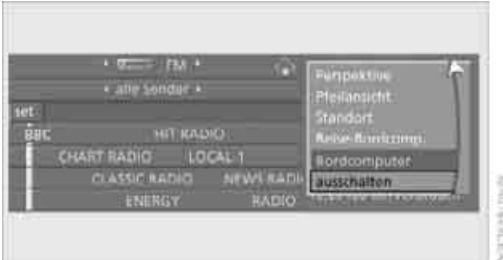 FM
alle Sender
set
BBC HIT RADIO
CHART RADIO LOCAL 1
CLASSIC RADIO NEWS RADI
ENERGY RADIO
Perspektive
Pfeilansicht
Standort
Reise-Bordcomp.
Bordcomputer
ausschalten